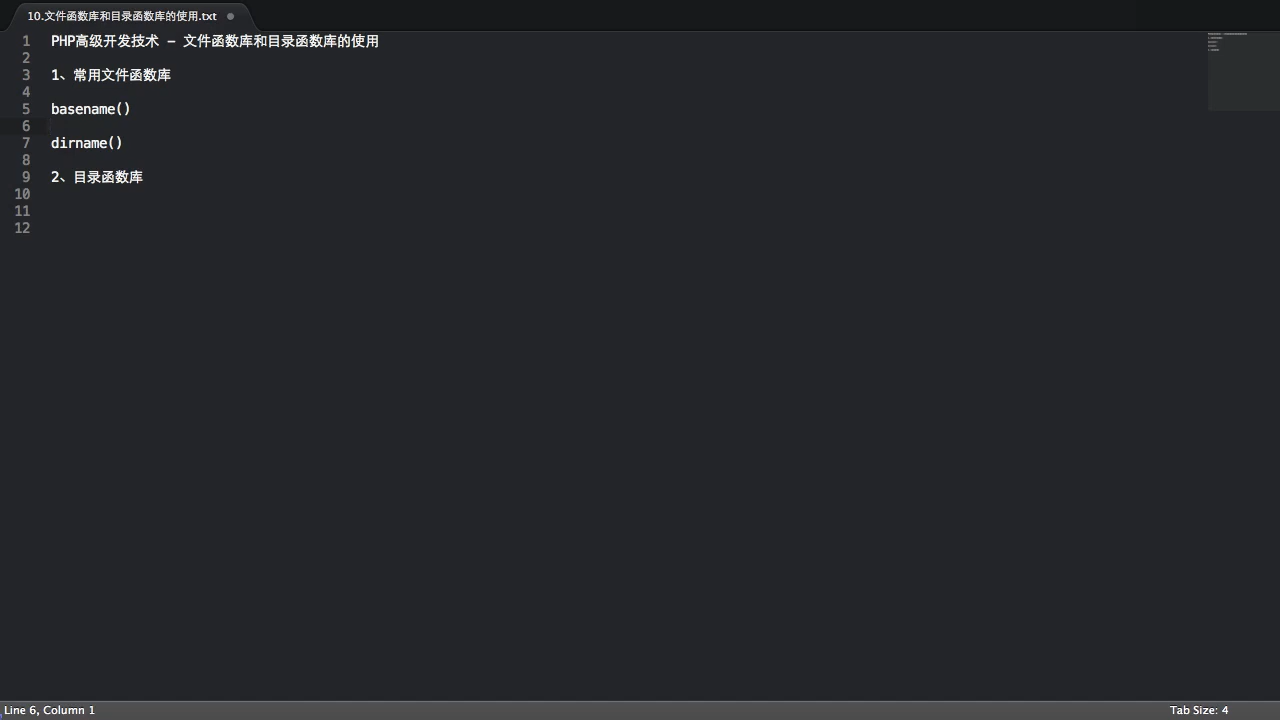 10.文件函数库和目录函数库的使用.txt
1 PHP高级开发技术 - 文件函数库和目录函数库的使用
2
3 1、常用文件函数库
4
5 basename()
6
7 dirname()
8
9 2、目录函数库
10
11
12
Line 6, Column 1
Tab Size: 4